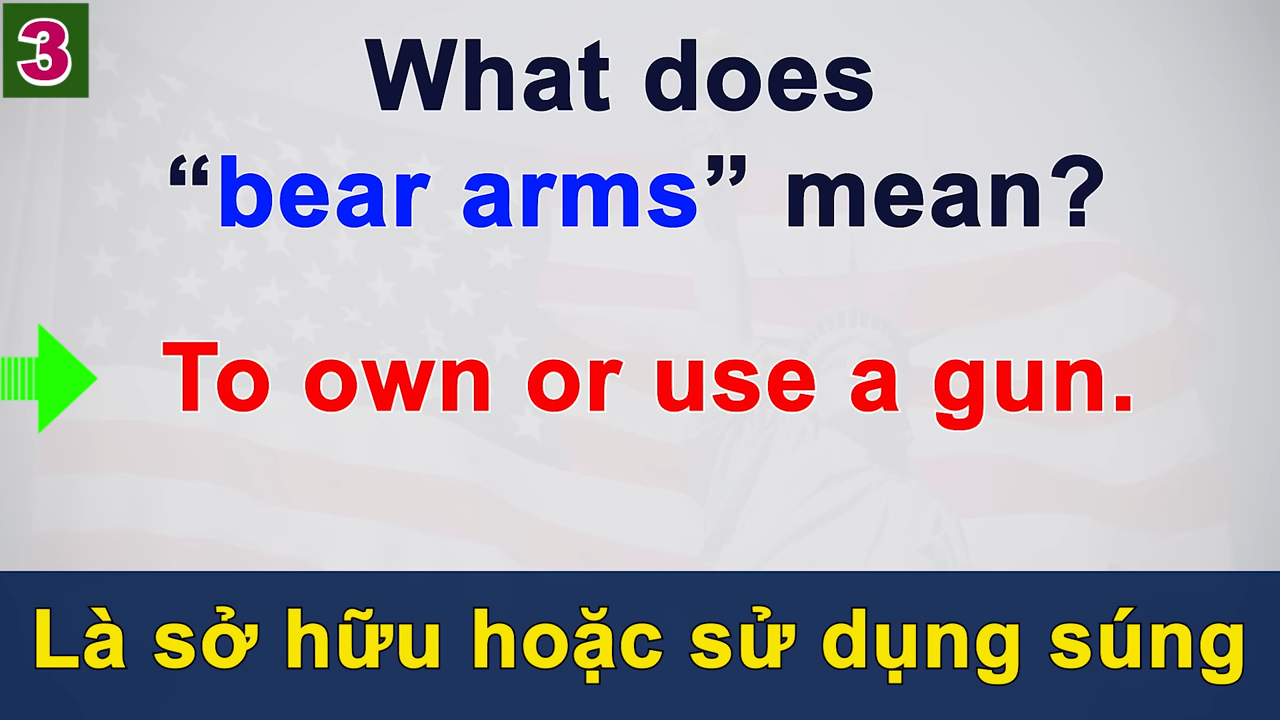 3
What does
“bear arms” mean?
To own or use a gun.
Là sở hữu hoặc sử dụng súng